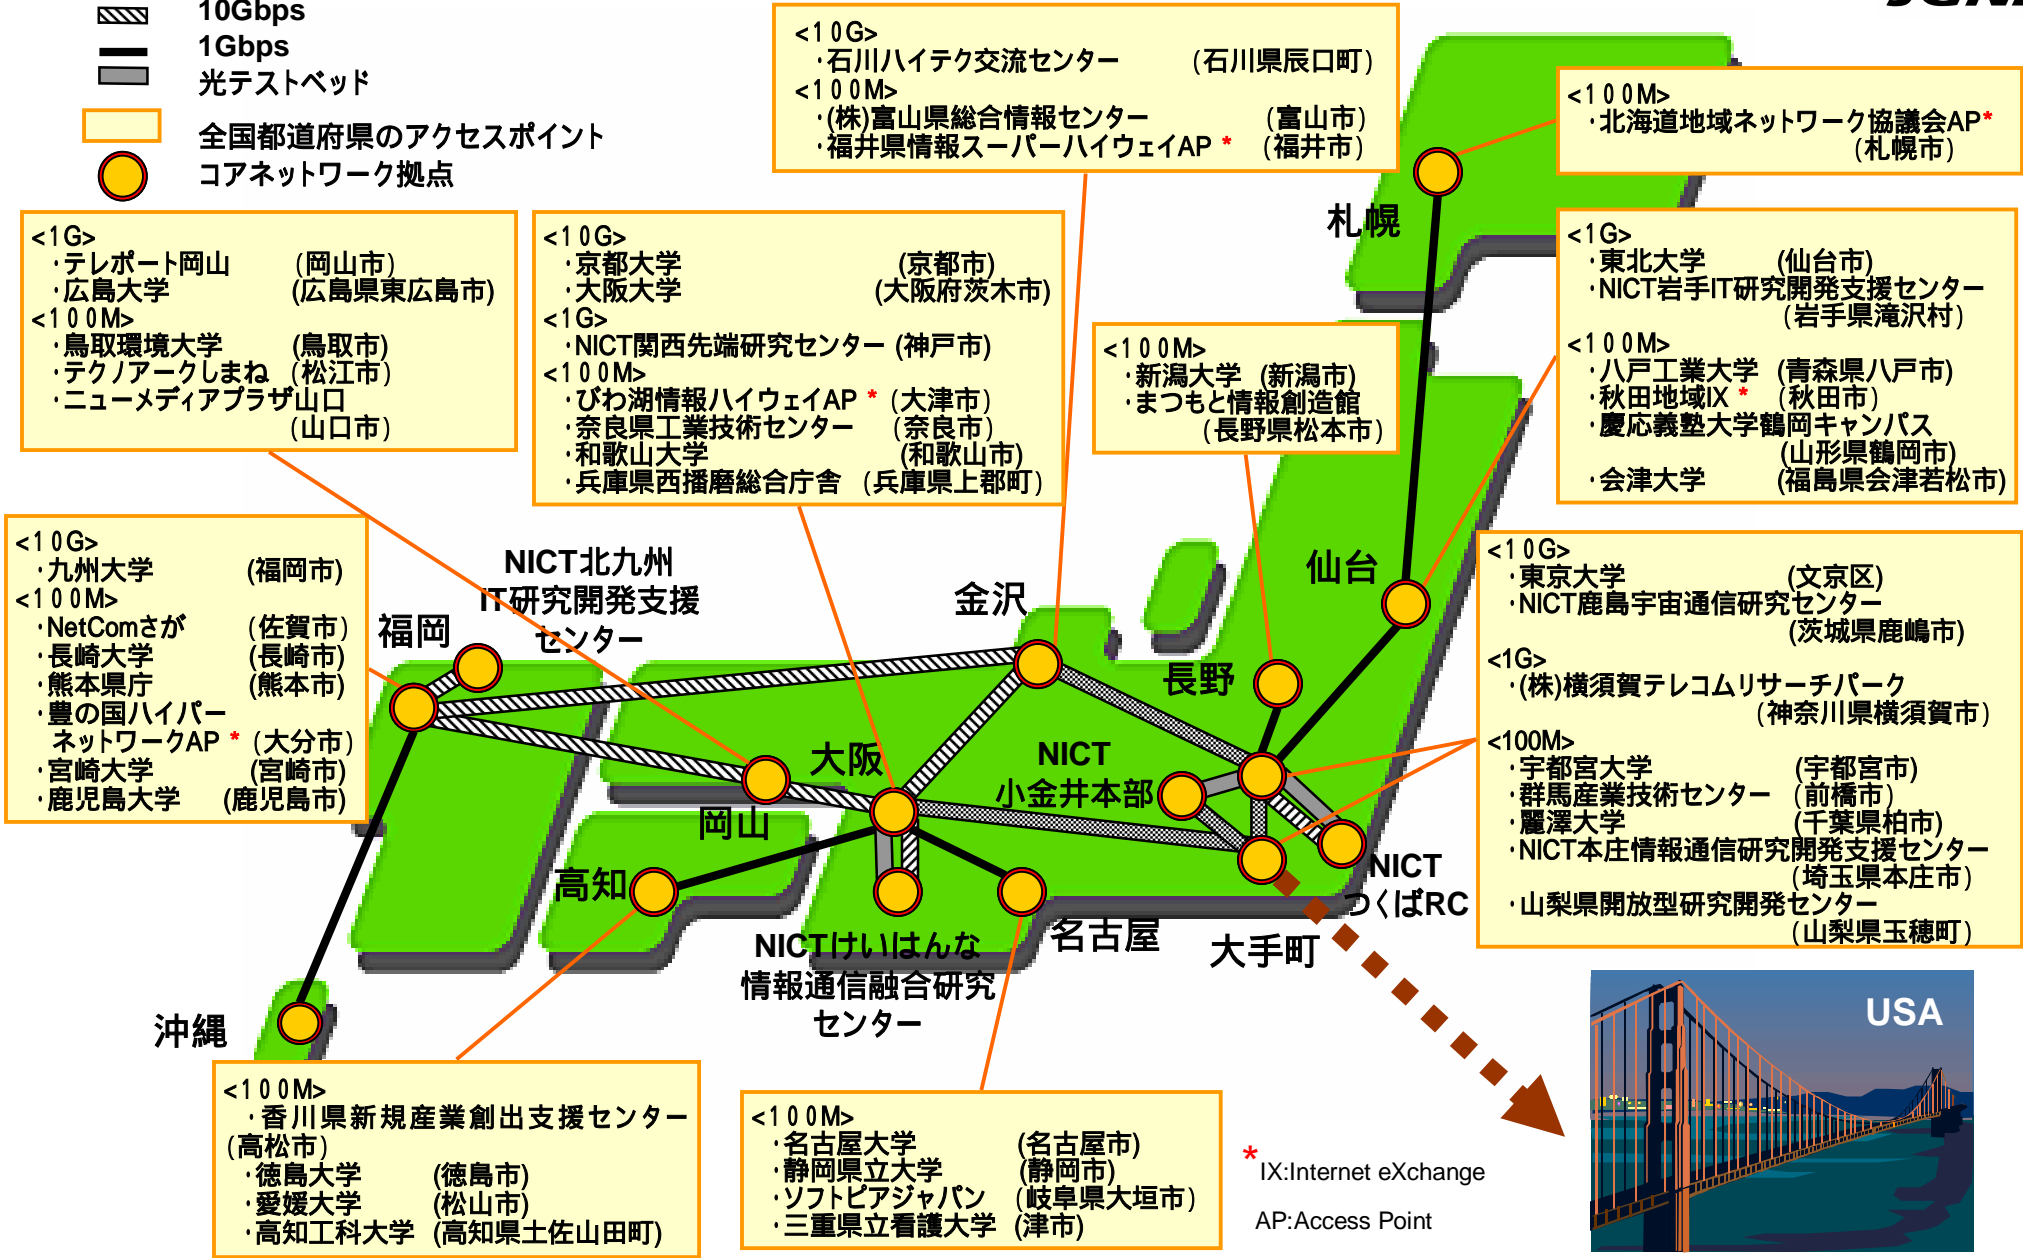 10Gbps
1Gbps
光テストベッド
全国都道府県のアクセスポイント
コアネットワーク拠点
<10G>
・石川ハイテク交流センター (石川県辰口町)
<100M>
・(株)富山県総合情報センター (富山市)
・福井県情報スーパーハイウェイAP * (福井市)
<100M>
・北海道地域ネットワーク協議会AP*
(札幌市)
<1G>
・テレポート岡山 (岡山市)
・広島大学 (広島県東広島市)
<100M>
・鳥取環境大学 (鳥取市)
・テクノアークしまね (松江市)
・ニューメディアプラザ山口
(山口市)
<10G>
・京都大学 (京都市)
・大阪大学 (大阪府茨木市)
<1G>
・NICT関西先端研究センター (神戸市)
<100M>
・びわ湖情報ハイウェイAP * (大津市)
・奈良県工業技術センター (奈良市)
・和歌山大学 (和歌山市)
・兵庫県西播磨総合庁舎 (兵庫県上郡町)
<100M>
・新潟大学 (新潟市)
・まつもと情報創造館
(長野県松本市)
<1G>
・東北大学 (仙台市)
・NICT岩手IT研究開発支援センター
(岩手県滝沢村)
<100M>
・八戸工業大学 (青森県八戸市)
・秋田地域IX * (秋田市)
・慶応義塾大学鶴岡キャンパス
(山形県鶴岡市)
・会津大学 (福島県会津若松市)
<10G>
・九州大学 (福岡市)
<100M>
・NetComさが (佐賀市)
・長崎大学 (長崎市)
・熊本県庁 (熊本市)
・豊の国ハイパー
ネットワークAP * (大分市)
・宮崎大学 (宮崎市)
・鹿児島大学 (鹿児島市)
<10G>
・東京大学 (文京区)
・NICT鹿島宇宙通信研究センター
(茨城県鹿嶋市)
<1G>
・(株)横須賀テレコムリサーチパーク
(神奈川県横須賀市)
<100M>
・宇都宮大学 (宇都宮市)
・群馬産業技術センター (前橋市)
・麗澤大学 (千葉県柏市)
・NICT本庄情報通信研究開発支援センター
(埼玉県本庄市)
・山梨県開放型研究開発センター
(山梨県玉穂町)
札幌
仙台
金沢
長野
福岡
NICT北九州
IT研究開発支援
センター
大阪
岡山
高知
NICT
小金井本部
NICT
つくばRC
名古屋
大手町
NICTけいはんな
情報通信融合研究
センター
沖縄
USA
<100M>
・香川県新規産業創出支援センター
(高松市)
・徳島大学 (徳島市)
・愛媛大学 (松山市)
・高知工科大学 (高知県土佐山田町)
<100M>
・名古屋大学 (名古屋市)
・静岡県立大学 (静岡市)
・ソフトピアジャパン (岐阜県大垣市)
・三重県立看護大学 (津市)
*IX:Internet eXchange
AP:Access Point